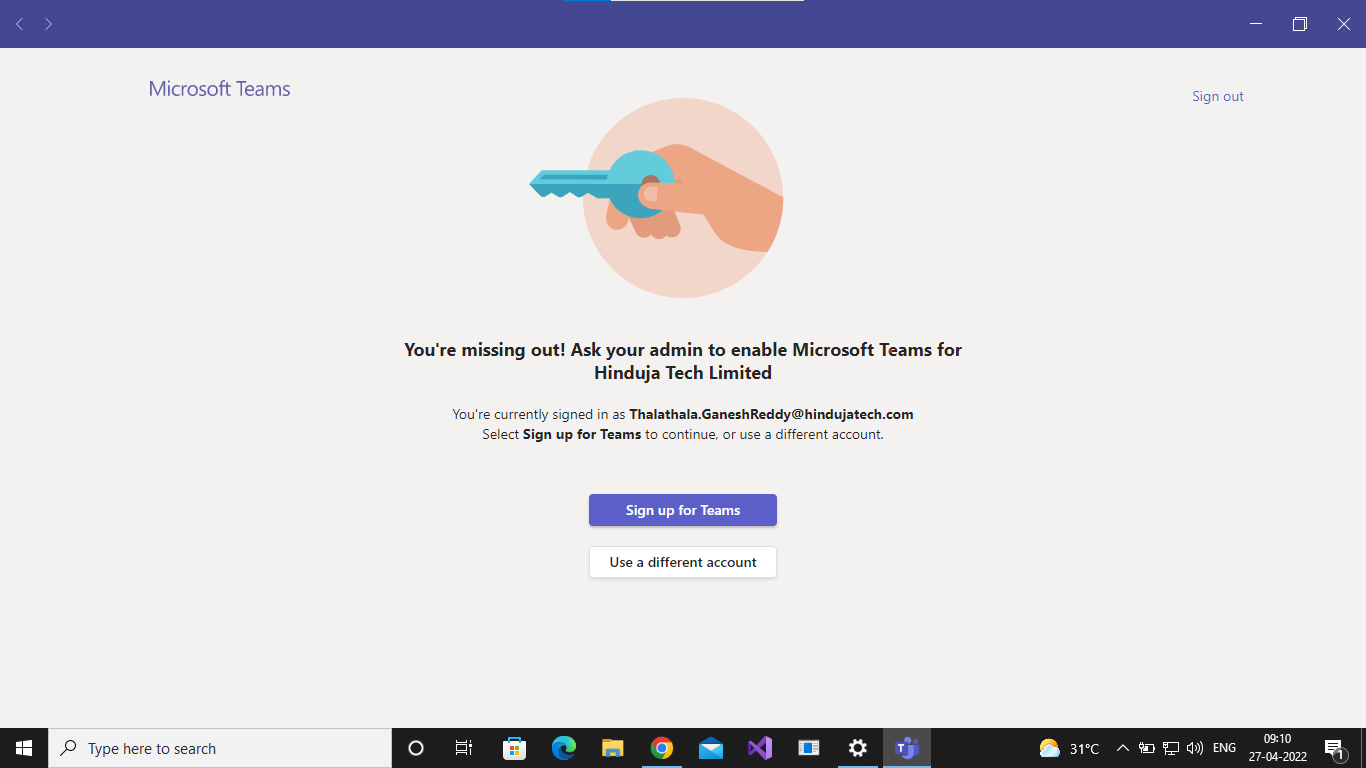 Microsoft Teams
Sign out
You're missing out! Ask your admin to enable Microsoft Teams for
Hinduja Tech Limited
You're currently signed in as Thalathala.GaneshReddy@hindujatech.com
Select Sign up for Teams to continue, or use a different account.
Sign up for Teams
Use a different account
Type here to search
31°C
ENG
09:10
27-04-2022
1